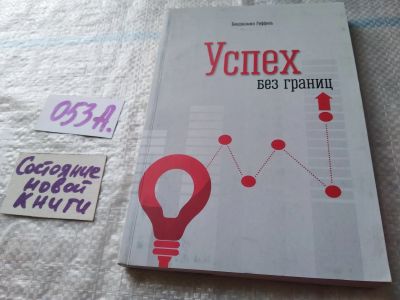 Успех
без границ
053А.
Состояние
новой
книги